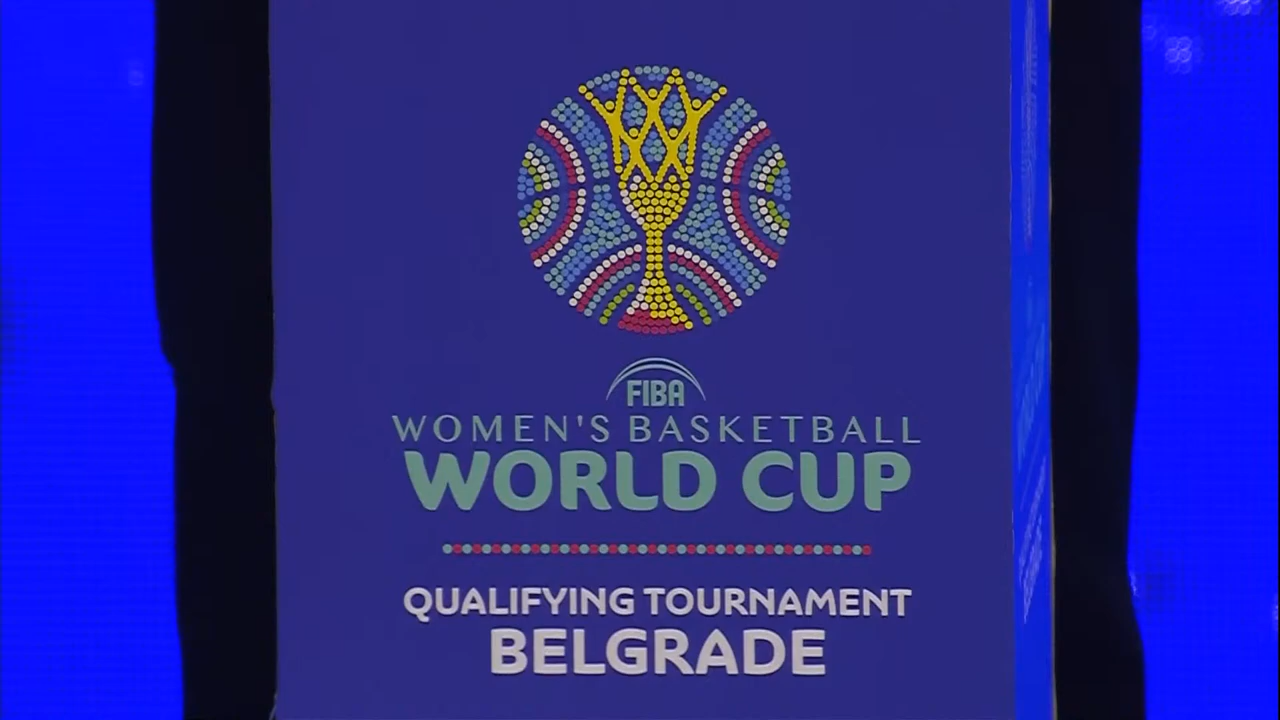 FIBA
WOMEN'S BASKETBALL
WORLD CUP
QUALIFYING TOURNAMENT
BELGRADE